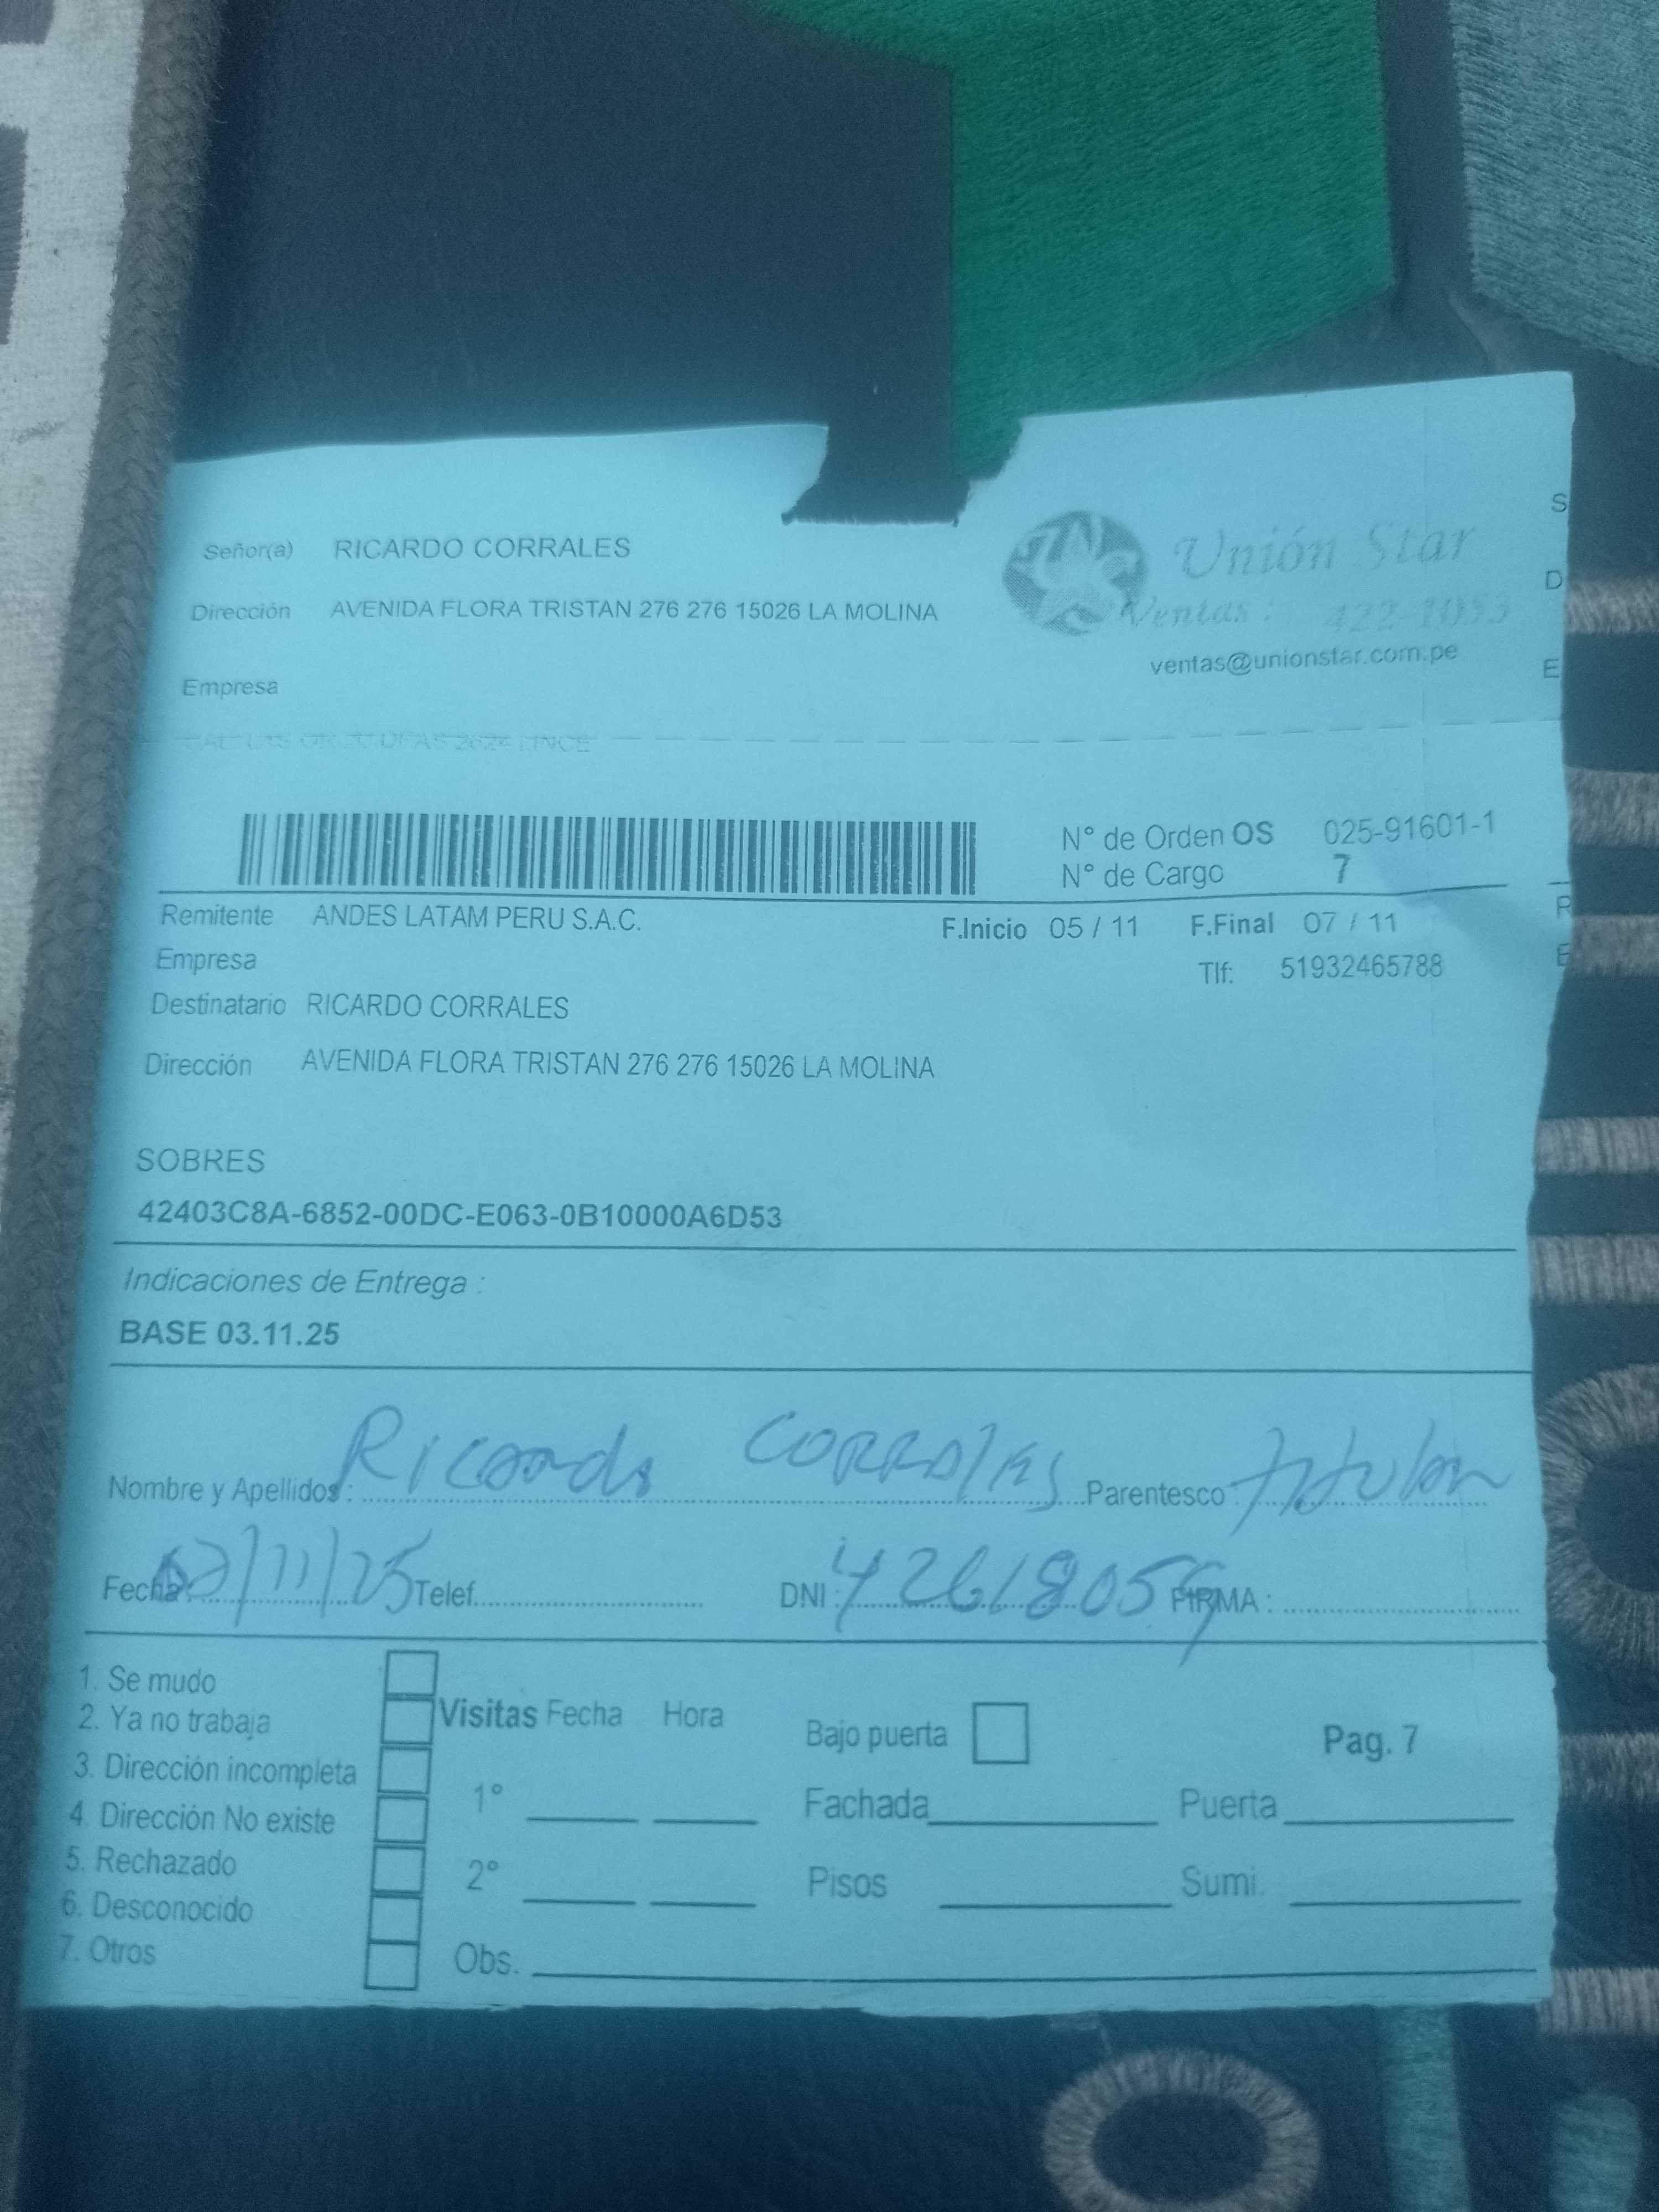 Señor(a) RICARDO CORRALES
Unión Star
Dirección AVENIDA FLORA TRISTAN 276 276 15026 LA MOLINA
Ventas : 422-1053
ventas@unionstar.com.pe
Empresa
S
D
E
R
E
N° de Orden OS 025-91601-1
N° de Cargo 7
Remitente ANDES LATAM PERU S.A.C. F.Inicio 05 / 11 F.Final 07 / 11
Empresa Tlf: 51932465788
Destinatario RICARDO CORRALES
Dirección AVENIDA FLORA TRISTAN 276 276 15026 LA MOLINA
SOBRES
42403C8A-6852-00DC-E063-0B10000A6D53
Indicaciones de Entrega :
BASE 03.11.25
Nombre y Apellidos: Ricardo CORRALES Parentesco: titular
Fecha: 07/11/25 Telef. DNI: 42618059 FIRMA :
1. Se mudo
2. Ya no trabaja
3. Dirección incompleta
4. Dirección No existe
5. Rechazado
6. Desconocido
7. Otros
Visitas Fecha Hora
1°
2°
Obs.
Bajo puerta Pag. 7
Fachada Puerta
Pisos Sumi.